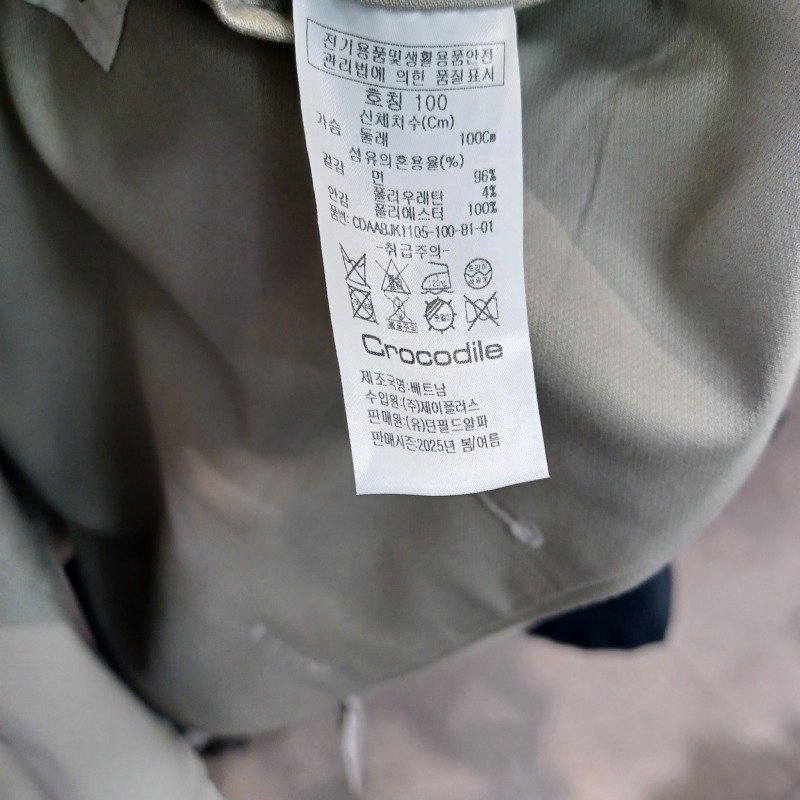 전기용품및생활용품안전
관리법에 의한 품질표시
호칭 100
신체치수(Cm)
가슴 둘레 100Cm
섬유의혼용율(%)
겉감 면 96%
폴리우레탄 4%
안감 폴리에스터 100%
품번: CDAABJK1105-100-81-01
-취급주의-
Crocodile
제조국명:베트남
수입원:(주)제이플러스
판매원:(유)던필드알파
판매시즌:2025년 봄/여름